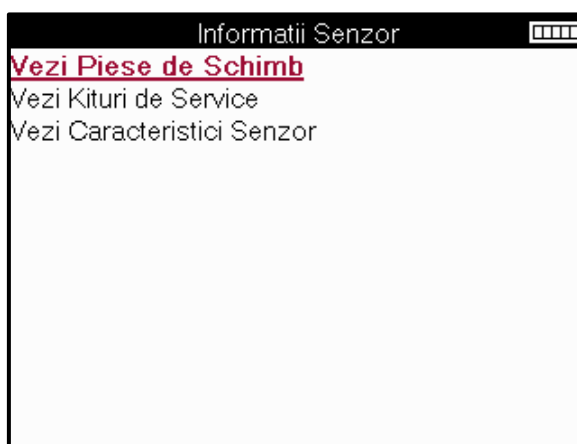 Informatii Senzor
Vezi Piese de Schimb
Vezi Kituri de Service
Vezi Caracteristici Senzor